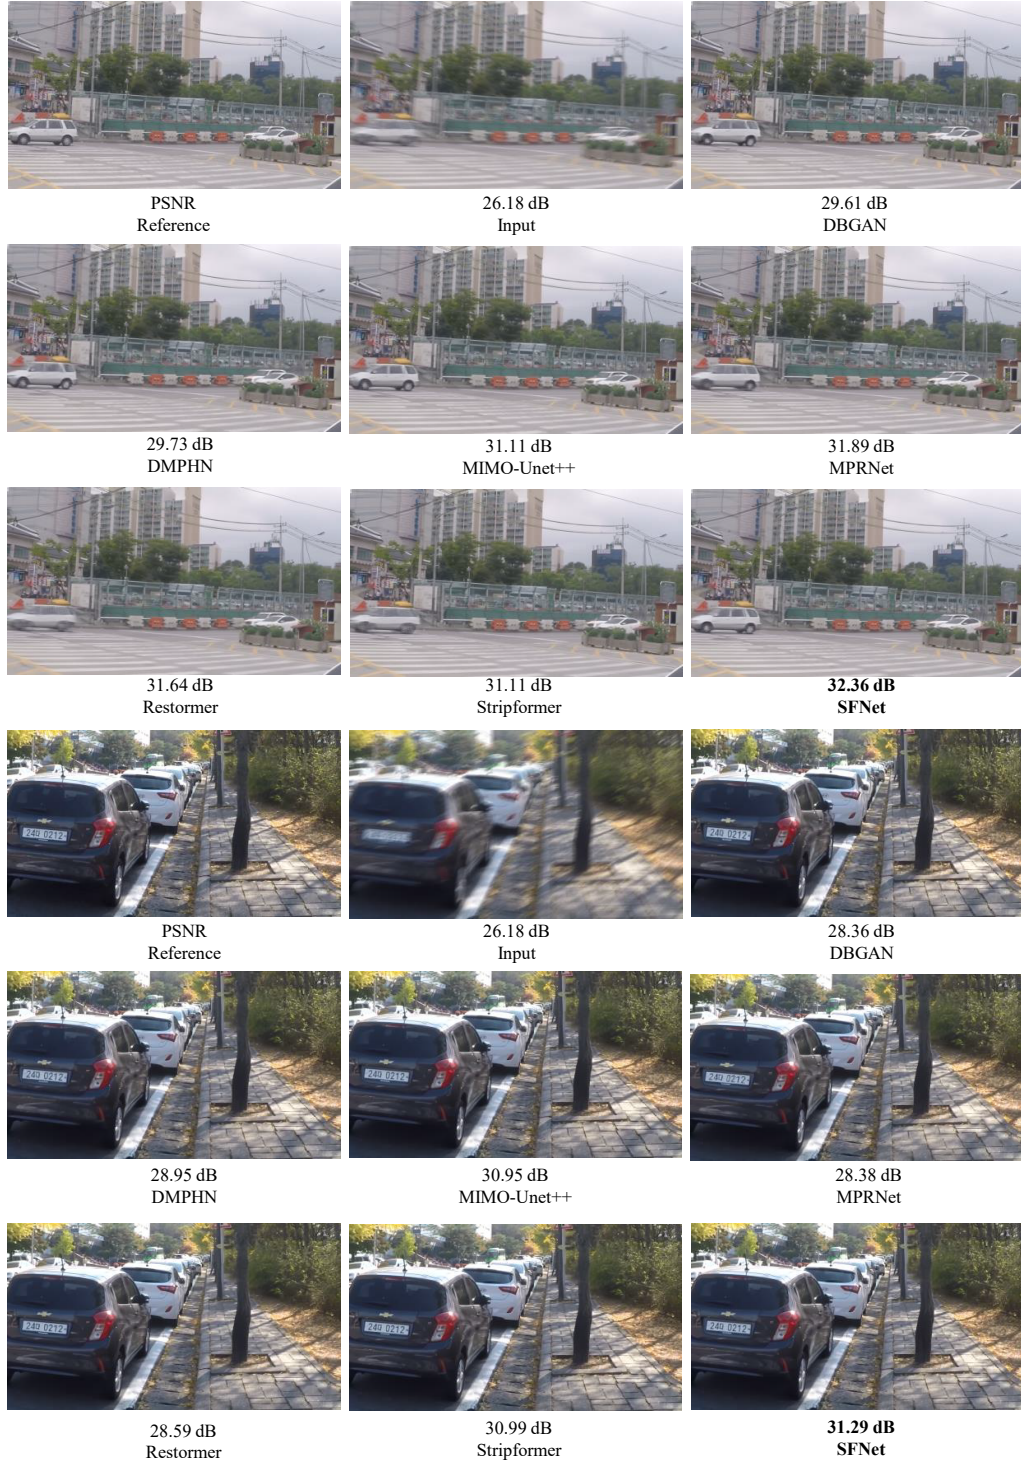 PSNR
Reference
26.18 dB
Input
29.61 dB
DBGAN
29.73 dB
DMPHN
31.11 dB
MIMO-Unet++
31.89 dB
MPRNet
31.64 dB
Restormer
31.11 dB
Stripformer
32.36 dB
SFNet
PSNR
Reference
26.18 dB
Input
28.36 dB
DBGAN
28.95 dB
DMPHN
30.95 dB
MIMO-Unet++
28.38 dB
MPRNet
28.59 dB
Restormer
30.99 dB
Stripformer
31.29 dB
SFNet